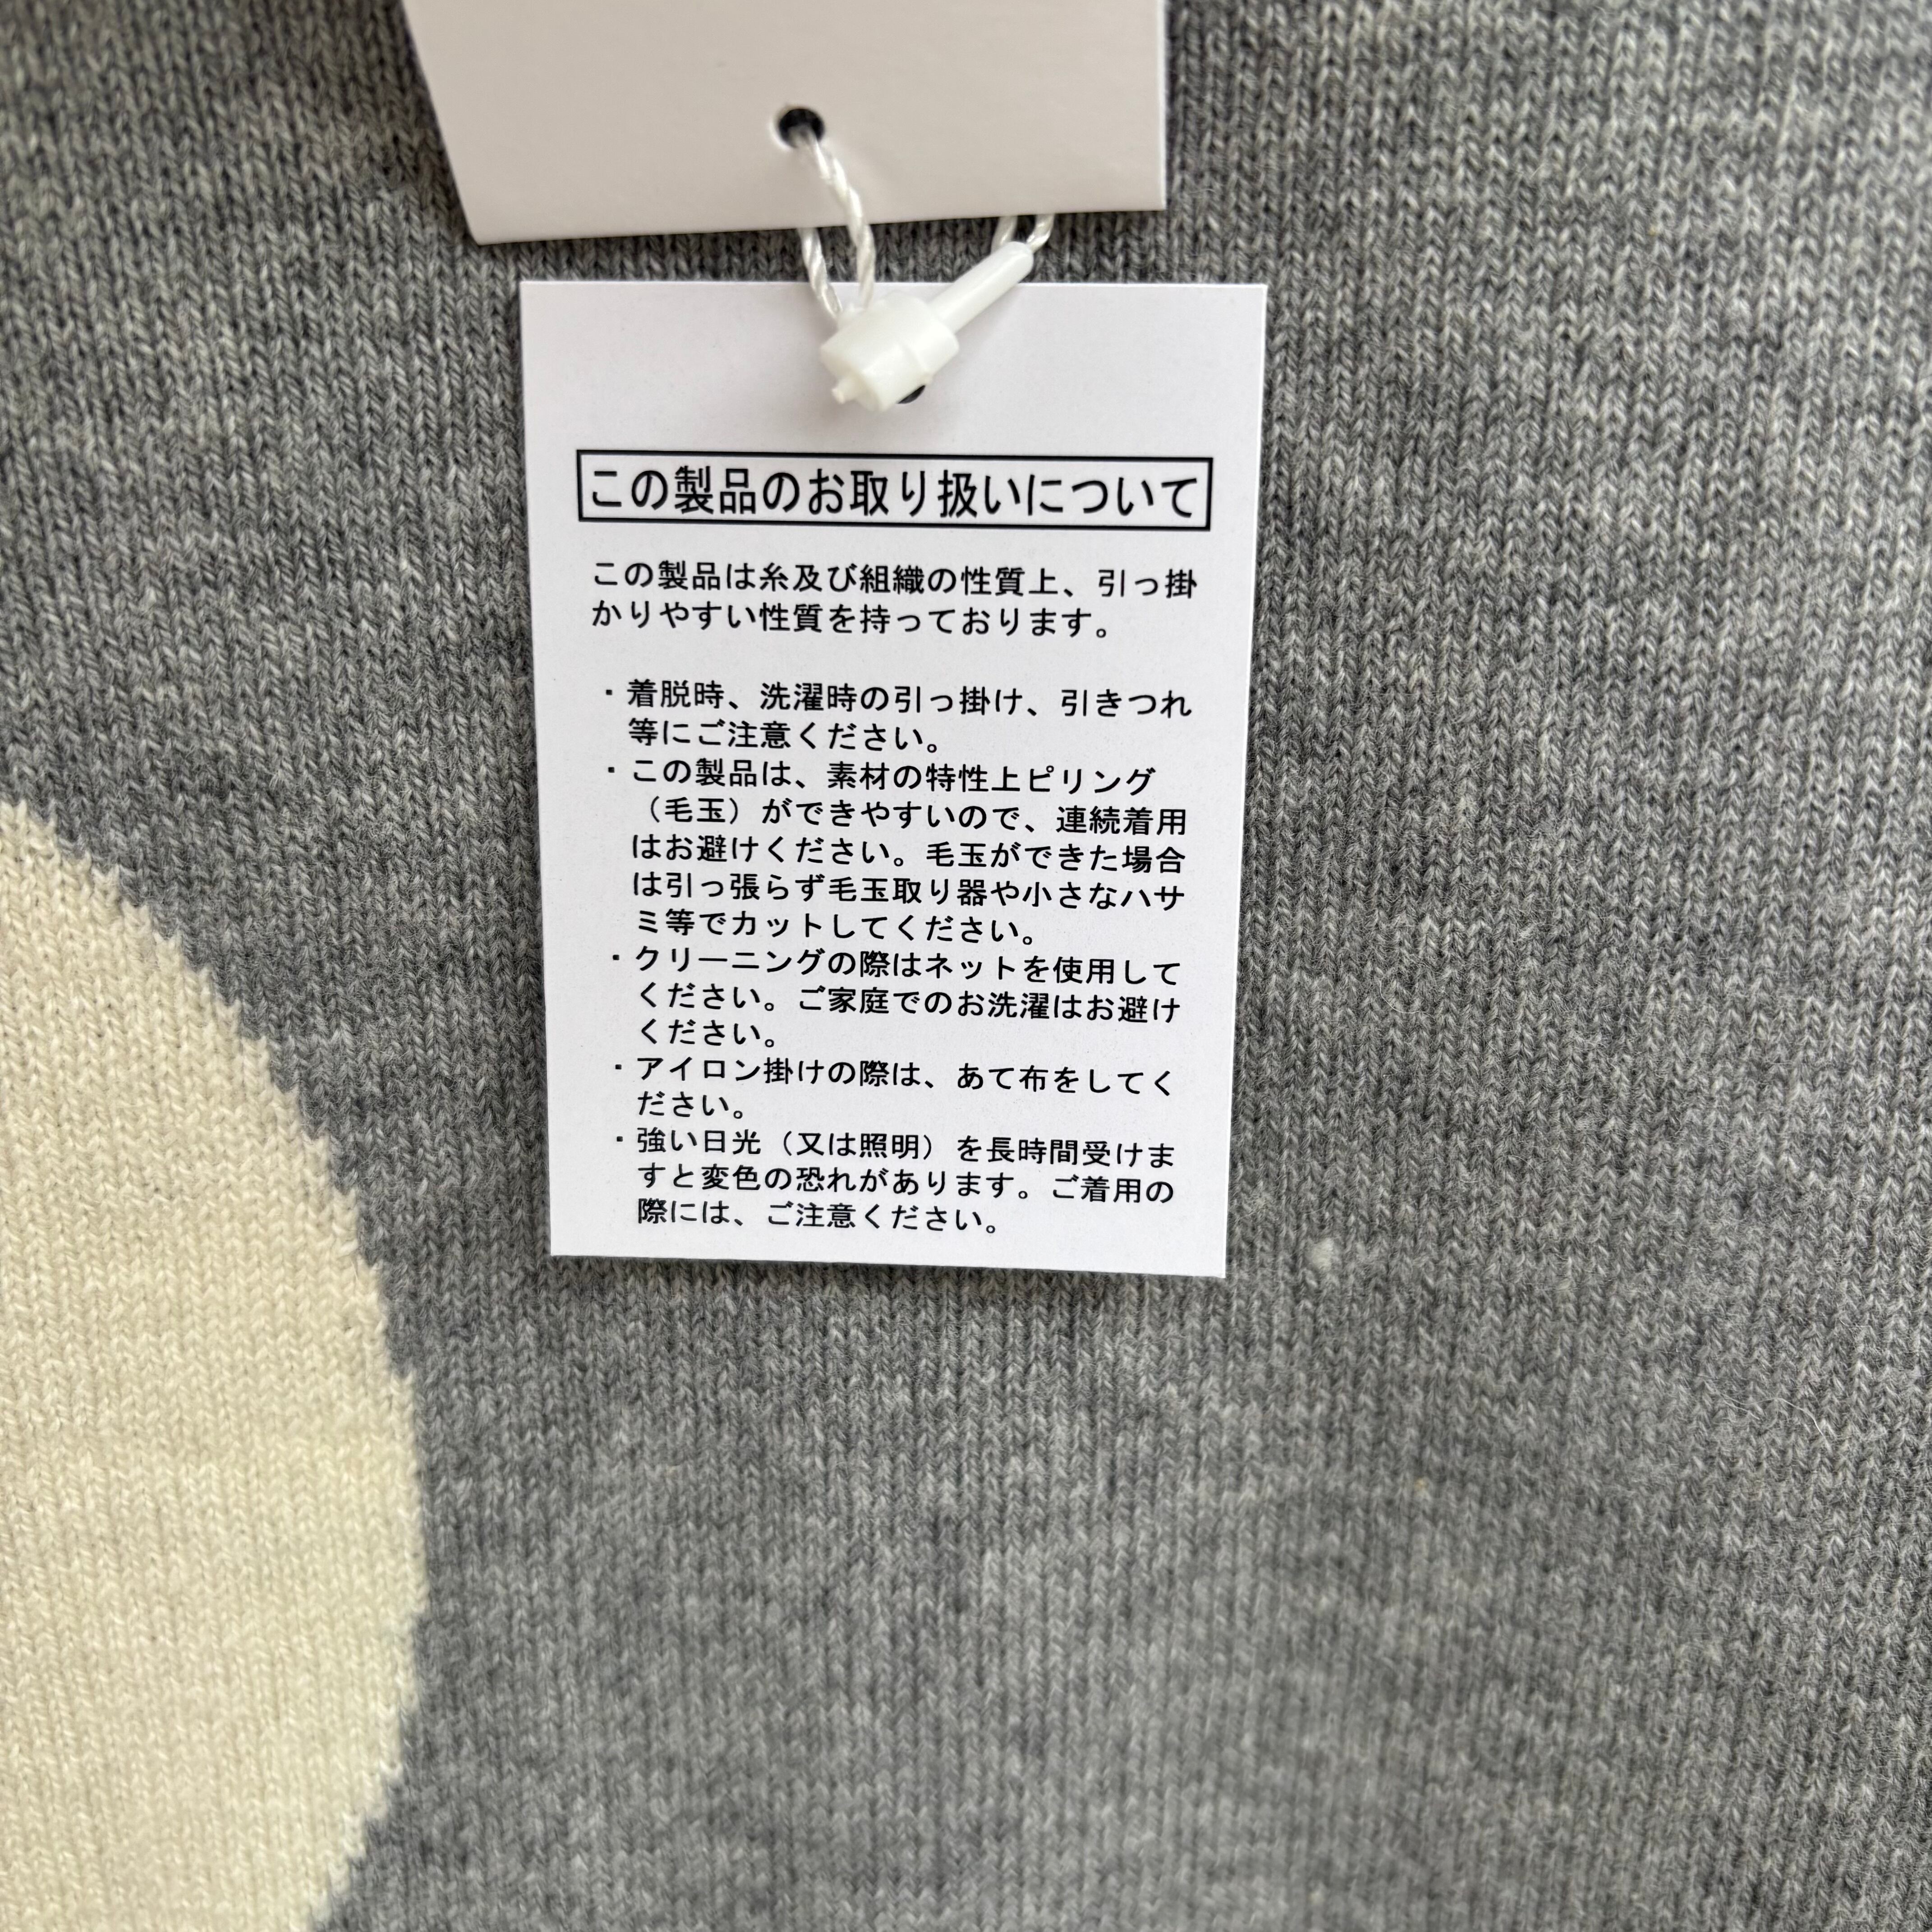 この製品のお取り扱いについて
この製品は糸及び組織の性質上、引っ掛
かりやすい性質を持っております。
・着脱時、洗濯時の引っ掛け、引きつれ
等にご注意ください。
・この製品は、素材の特性上ピリング
（毛玉）ができやすいので、連続着用
はお避けください。毛玉ができた場合
は引っ張らず毛玉取り器や小さなハサ
ミ等でカットしてください。
・クリーニングの際はネットを使用して
ください。ご家庭でのお洗濯はお避け
ください。
・アイロン掛けの際は、あて布をしてく
ださい。
・強い日光（又は照明）を長時間受けま
すと変色の恐れがあります。ご着用の
際には、ご注意ください。